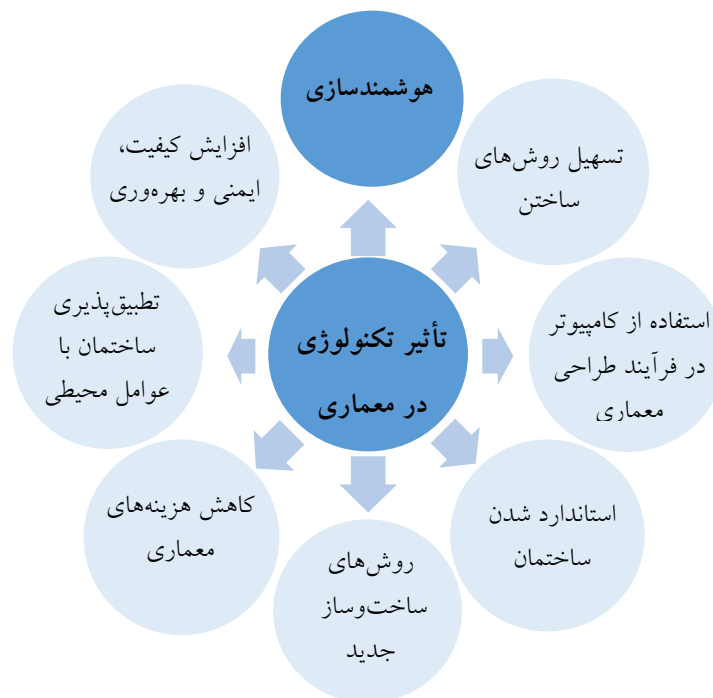 هوشمندسازی
تسهیل روش‌های
ساختن
استفاده از کامپیوتر
در فرآیند طراحی
معماری
استاندارد شدن
ساختمان
روش‌های
ساخت‌وساز
جدید
کاهش هزینه‌های
معماری
تطبیق‌پذیری
ساختمان با
عوامل محیطی
افزایش کیفیت،
ایمنی و بهره‌وری
تأثیر تکنولوژی
در معماری